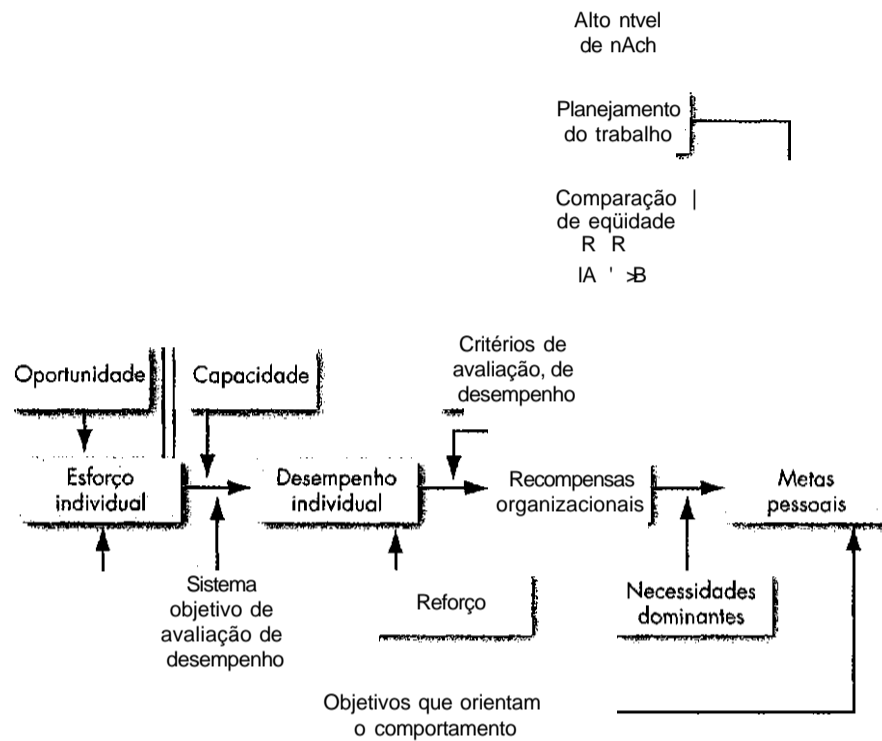 Alto ntvel
de nAch
Planejamento
do trabalho
Comparação |
de eqüidade
R R
IA ' >B
Critérios de
avaliação, de
desempenho
Oportunidade
Capacidade
Esforço
individual
Desempenho
individual
Recompensas
organizacionais
Metas
pessoais
Sistema
objetivo de
avaliação de
desempenho
Reforço
Necessidades
dominantes
Objetivos que orientam
o comportamento